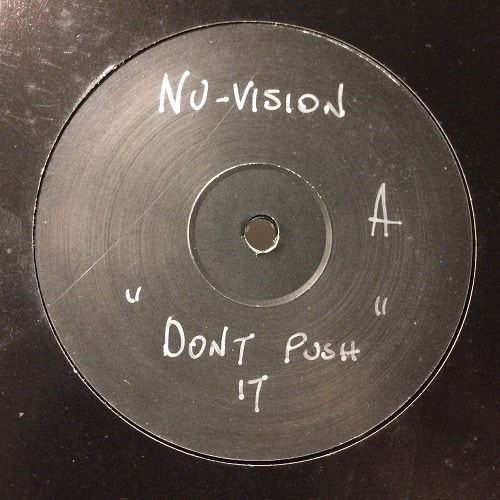 NU-VISION
A
" DONT PUSH "
IT